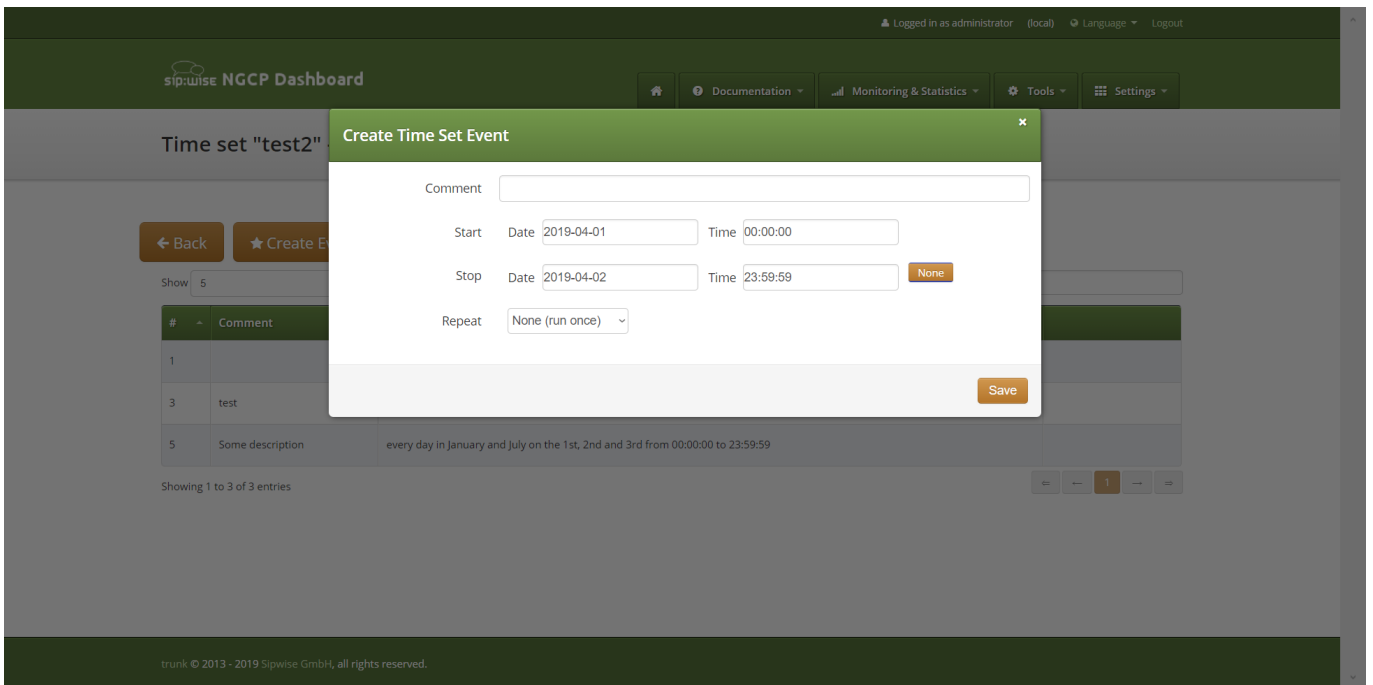 Logged in as administrator (local) Language Logout
sip:wise NGCP Dashboard
Documentation Monitoring & Statistics Tools Settings
Create Time Set Event ×
Time set "test2" -
Comment
Start Date 2019-04-01 Time 00:00:00
Back Create Ev
Stop Date 2019-04-02 Time 23:59:59 None
Show 5
Repeat None (run once)
# Comment
1
Save
3 test
5 Some description every day in January and July on the 1st, 2nd and 3rd from 00:00:00 to 23:59:59
Showing 1 to 3 of 3 entries ⇐ ← 1 → ⇒
trunk © 2013 - 2019 Sipwise GmbH, all rights reserved.